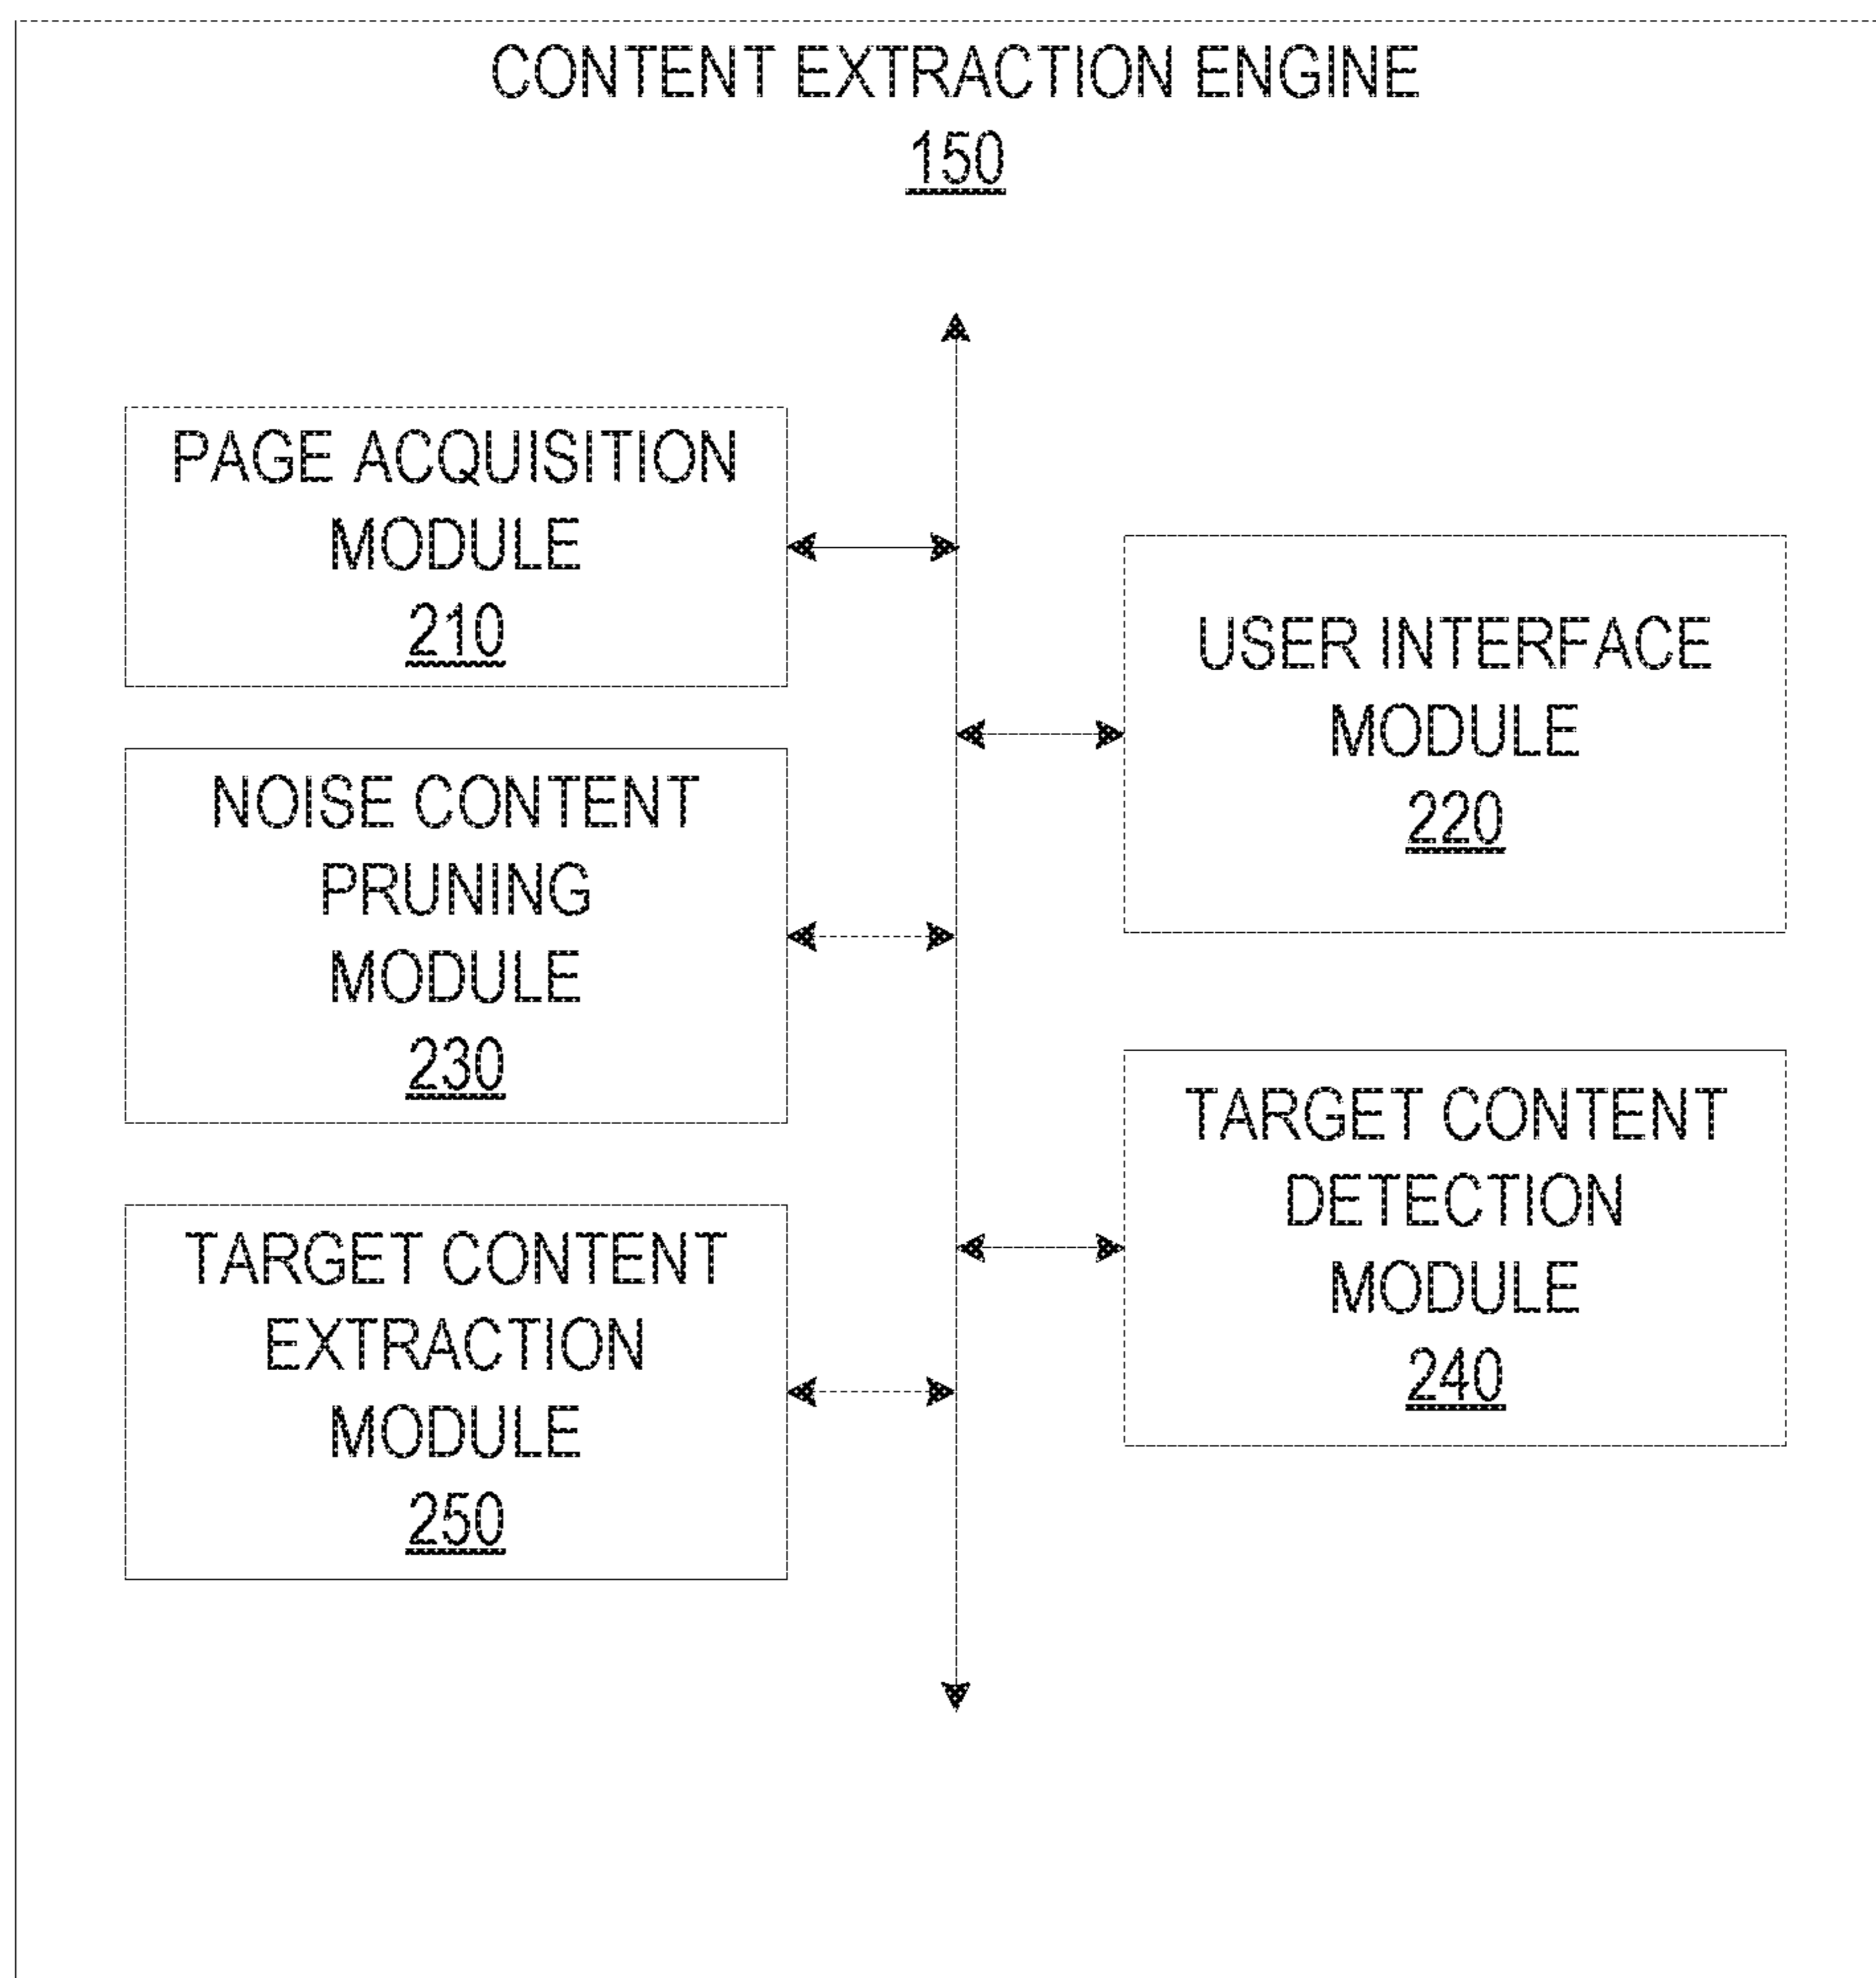 CONTENT EXTRACTION ENGINE
150
PAGE ACQUISITION
MODULE
210
USER INTERFACE
MODULE
220
NOISE CONTENT
PRUNING
MODULE
230
TARGET CONTENT
DETECTION
MODULE
240
TARGET CONTENT
EXTRACTION
MODULE
250